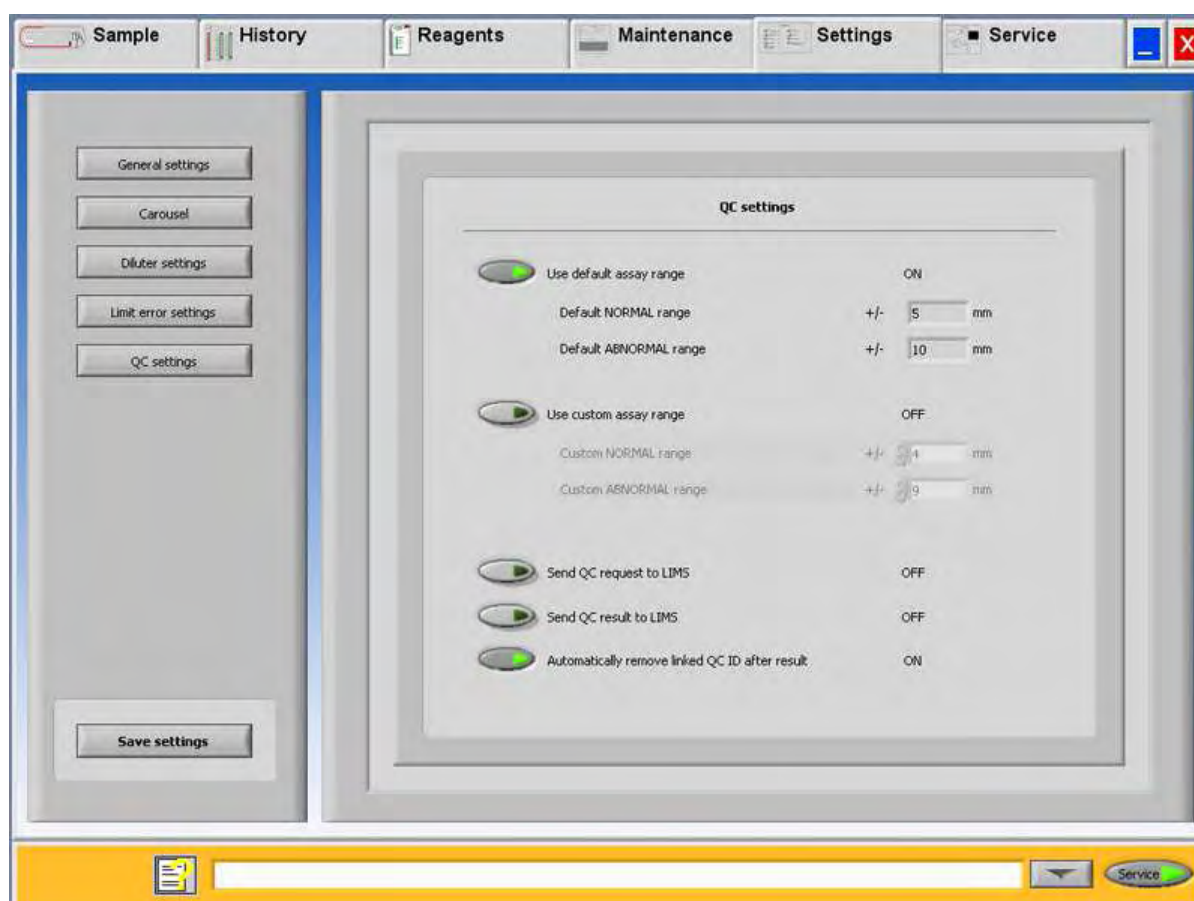 Sample History Reagents Maintenance Settings Service
General settings
Carousel
Diluter settings
Limit error settings
QC settings
Save settings
QC settings
Use default assay range ON
Default NORMAL range +/- 5 mm
Default ABNORMAL range +/- 10 mm
Use custom assay range OFF
Custom NORMAL range +/- 4 mm
Custom ABNORMAL range +/- 9 mm
Send QC request to LIMS OFF
Send QC result to LIMS OFF
Automatically remove linked QC ID after result ON
Service